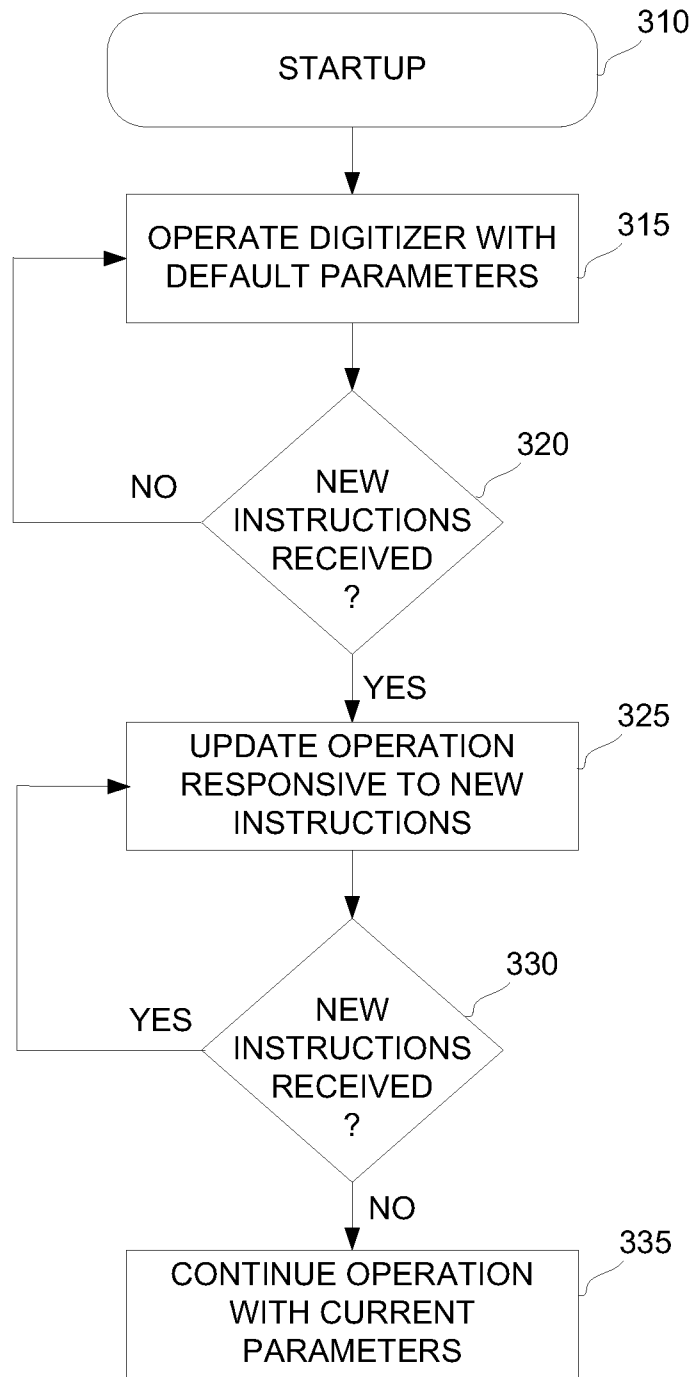 310
STARTUP
315
OPERATE DIGITIZER WITH
DEFAULT PARAMETERS
320
NO
NEW
INSTRUCTIONS
RECEIVED
?
YES
325
UPDATE OPERATION
RESPONSIVE TO NEW
INSTRUCTIONS
330
YES
NEW
INSTRUCTIONS
RECEIVED
?
NO
335
CONTINUE OPERATION
WITH CURRENT
PARAMETERS